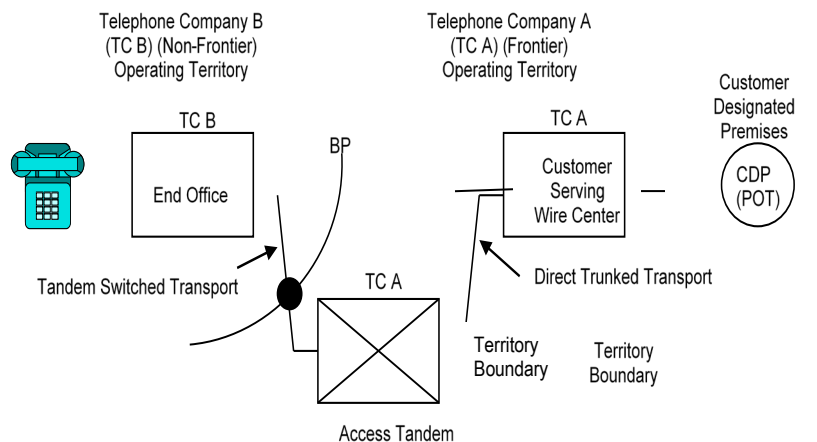 Telephone Company B
(TC B) (Non-Frontier)
Operating Territory
Telephone Company A
(TC A) (Frontier)
Operating Territory
Customer
Designated
Premises
TC B
End Office
BP
TC A
Customer
Serving
Wire Center
CDP
(POT)
Tandem Switched Transport
TC A
Direct Trunked Transport
Territory
Boundary
Territory
Boundary
Access Tandem